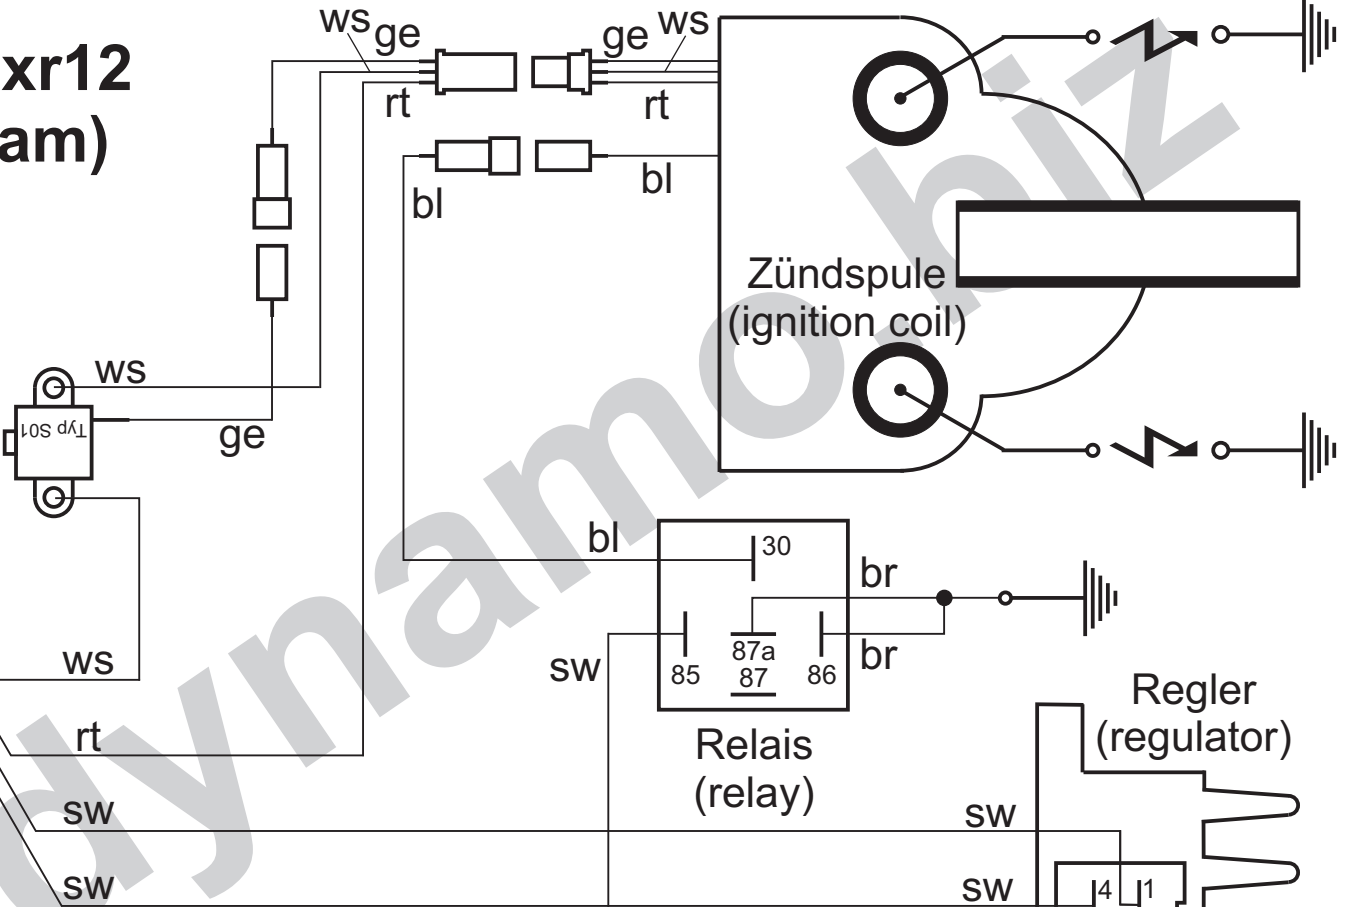 xr12
am)
ws
ge
ge
ws
rt
rt
bl
bl
Zündspule
(ignition coil)
ws
Typ S01
ge
bl
30
br
87a
87
85
86
sw
br
ws
Relais
(relay)
Regler
(regulator)
rt
sw
sw
sw
sw
4
1
dynamo.biz